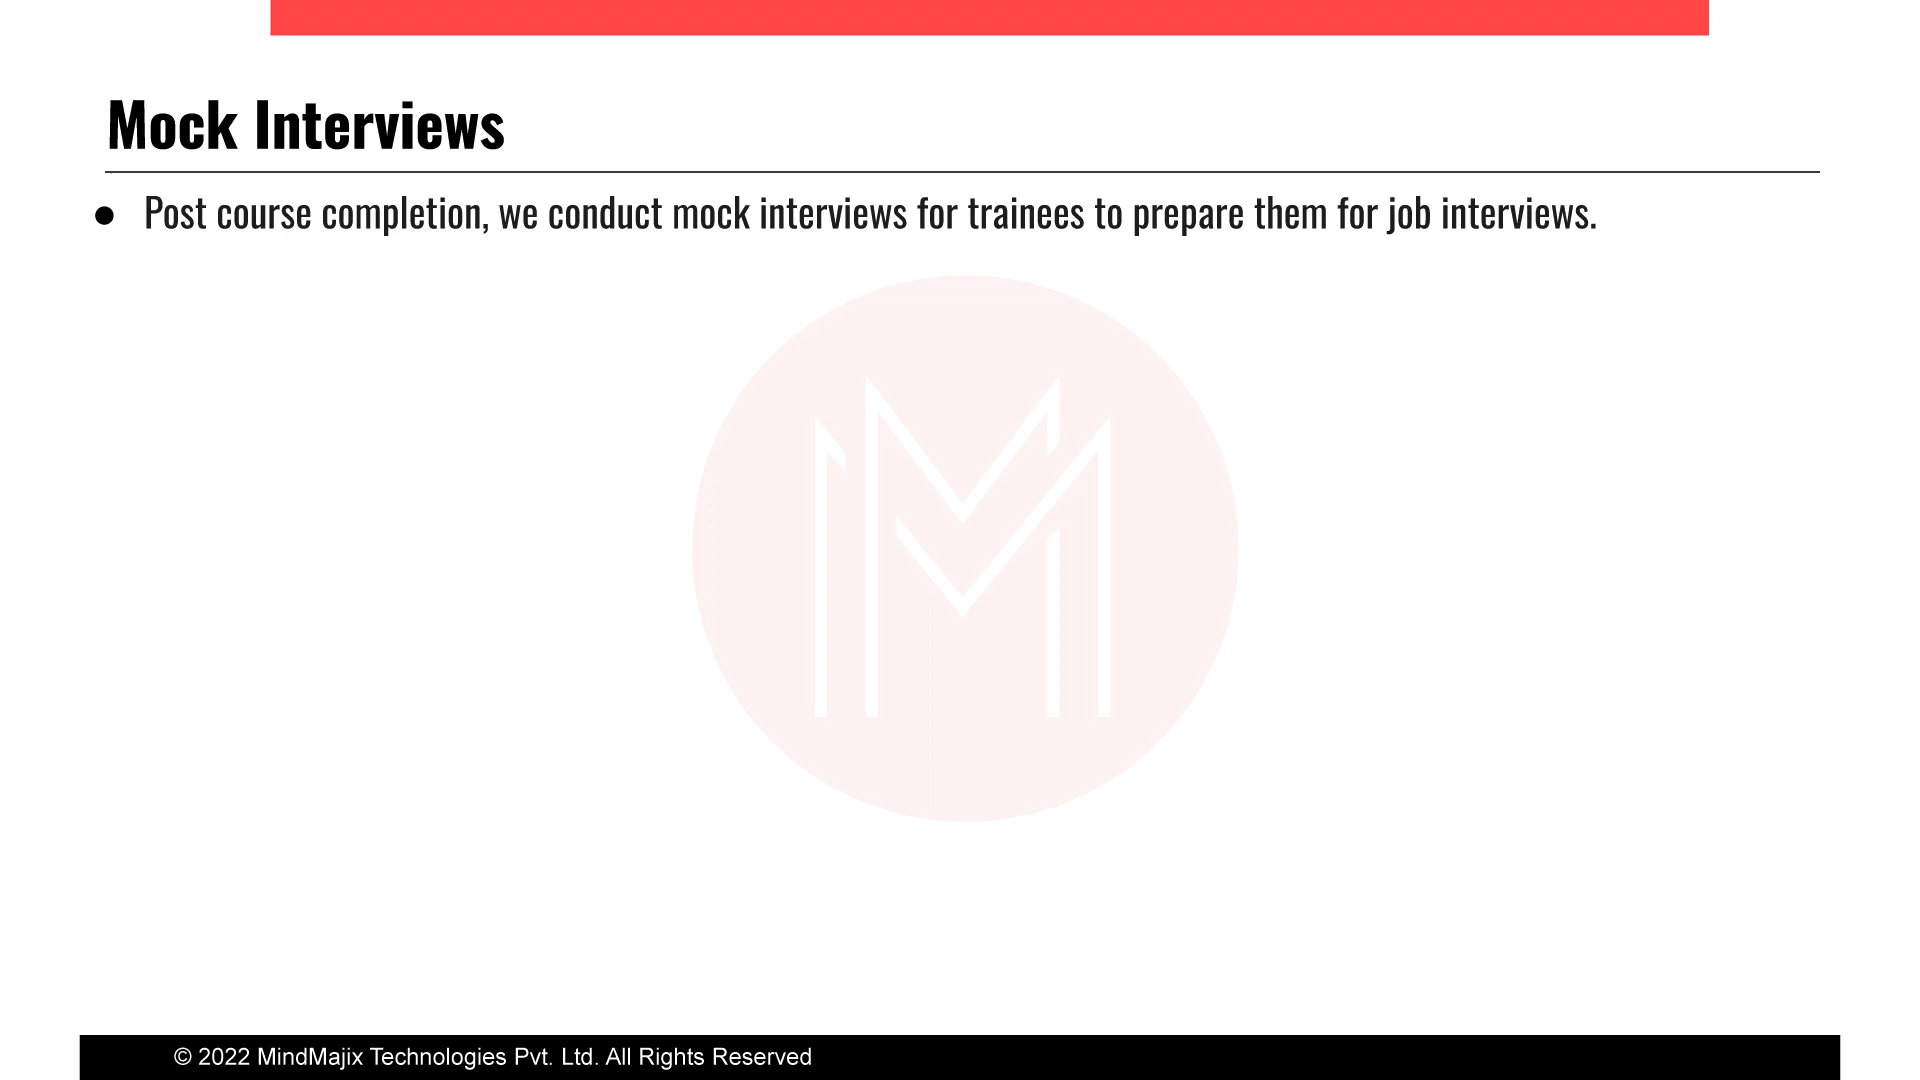 Mock Interviews
● Post course completion, we conduct mock interviews for trainees to prepare them for job interviews.
© 2022 MindMajix Technologies Pvt. Ltd. All Rights Reserved